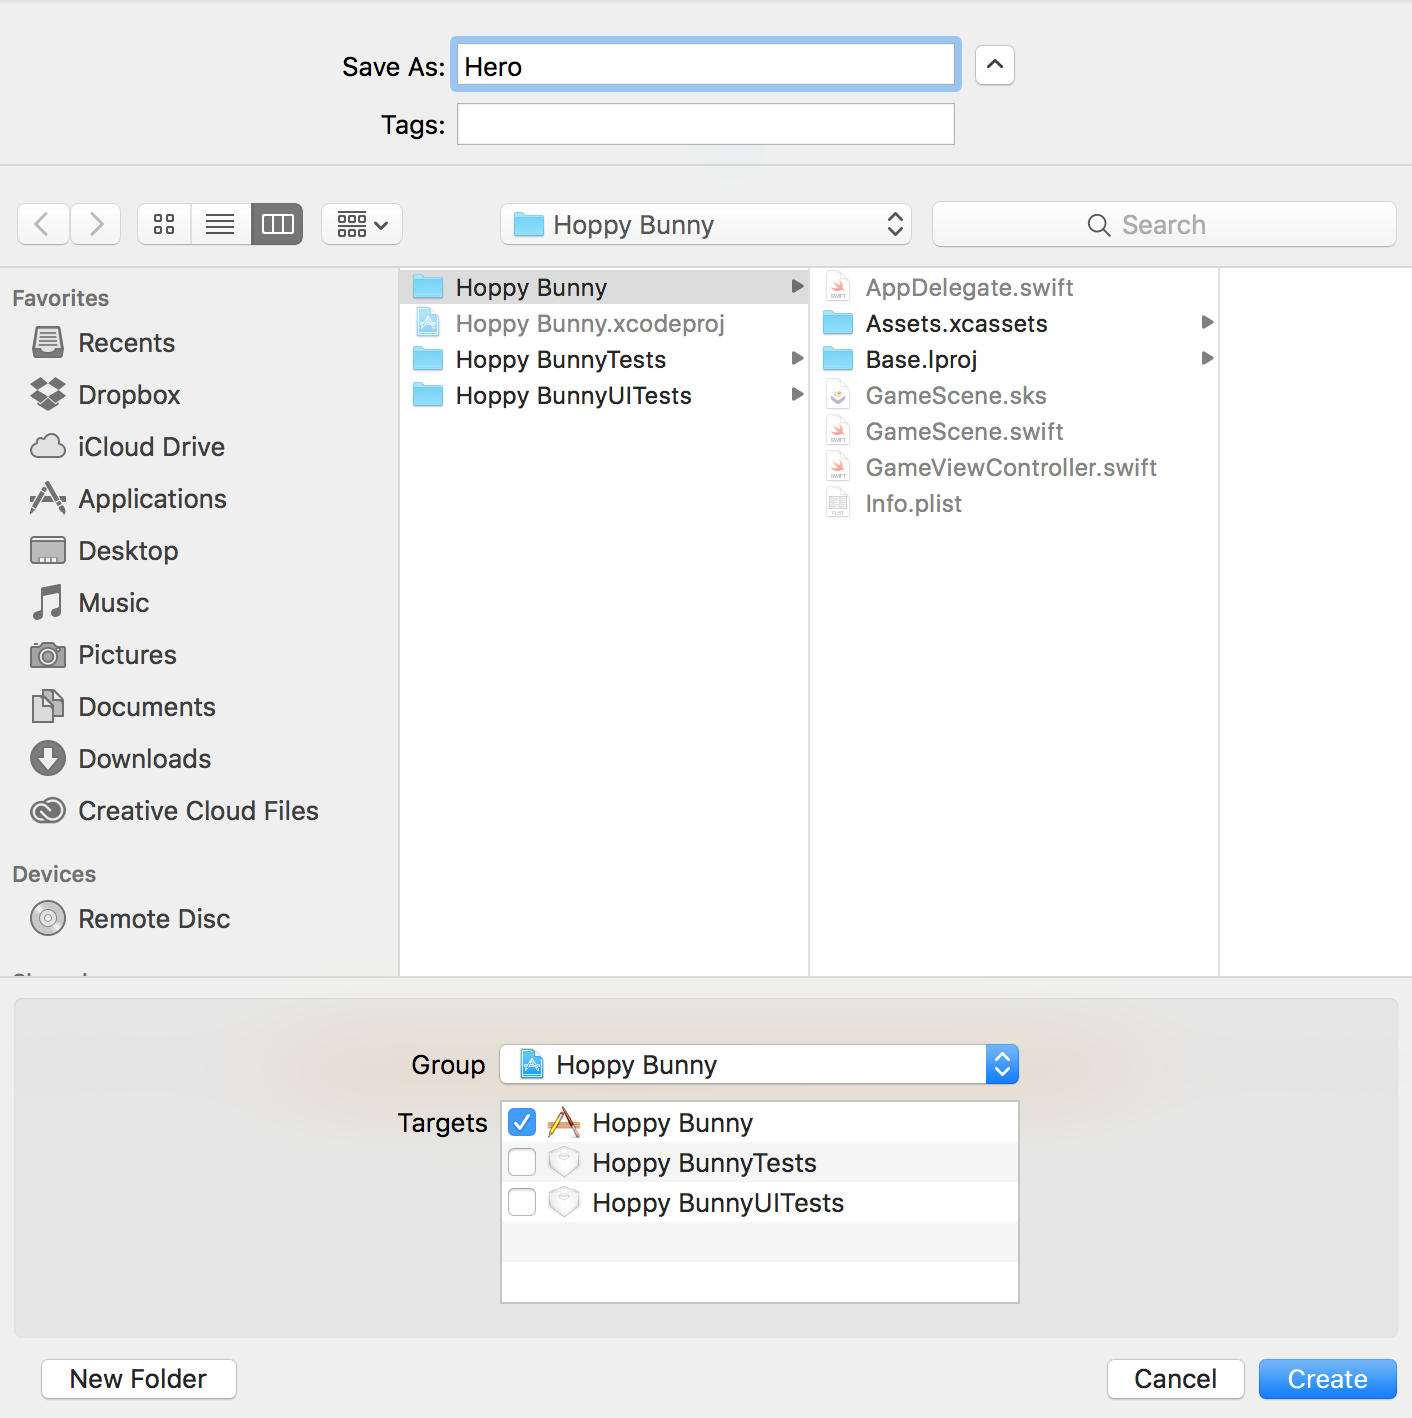 Save As: Hero
Tags:
Hoppy Bunny
Search
Favorites
Recents
Dropbox
iCloud Drive
Applications
Desktop
Music
Pictures
Documents
Downloads
Creative Cloud Files
Devices
Remote Disc
Hoppy Bunny
Hoppy Bunny.xcodeproj
Hoppy BunnyTests
Hoppy BunnyUITests
AppDelegate.swift
Assets.xcassets
Base.lproj
GameScene.sks
GameScene.swift
GameViewController.swift
Info.plist
Group Hoppy Bunny
Targets Hoppy Bunny
Hoppy BunnyTests
Hoppy BunnyUITests
New Folder
Cancel
Create